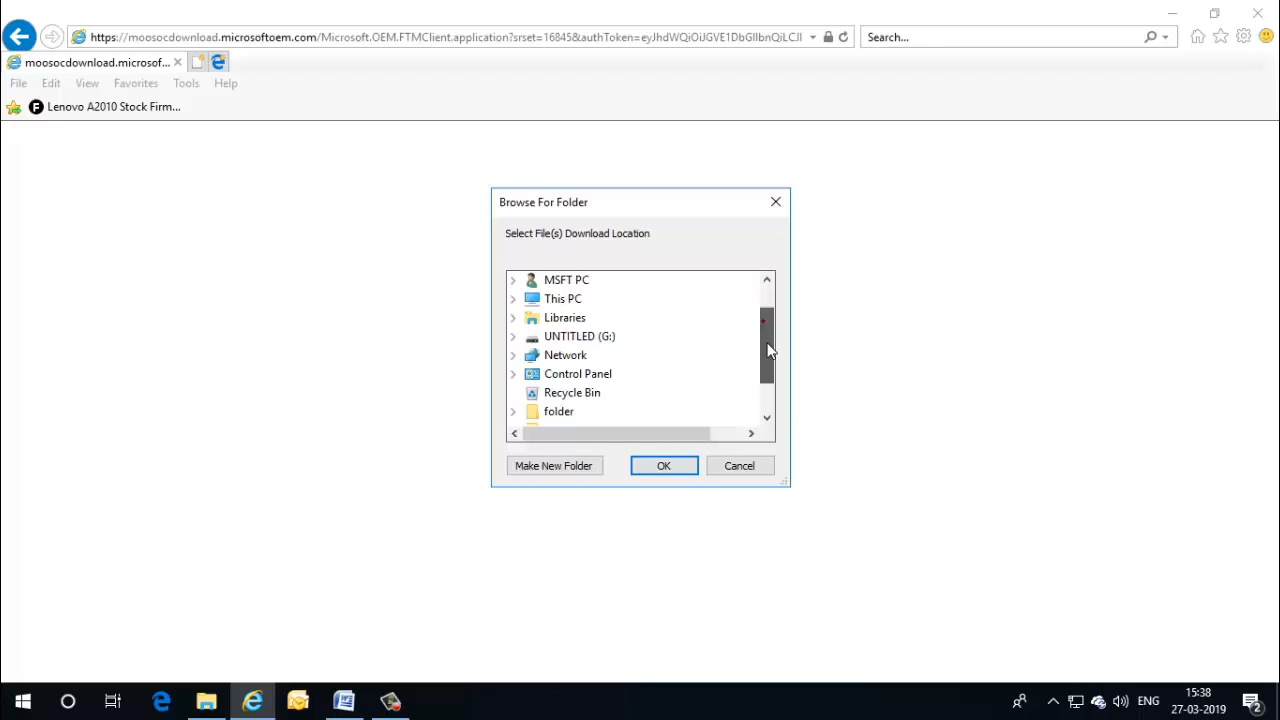 https://moosocdownload.microsoftoem.com/Microsoft.OEM.FTMClient.application?srset=16845&authToken=eyJhdWQiOiJGVE1DbGllbnQiLCJl
Search...
moosocdownload.microsof...
File Edit View Favorites Tools Help
Lenovo A2010 Stock Firm...
Browse For Folder
Select File(s) Download Location
MSFT PC
This PC
Libraries
UNTITLED (G:)
Network
Control Panel
Recycle Bin
folder
Make New Folder
OK
Cancel
ENG
15:38
27-03-2019
2